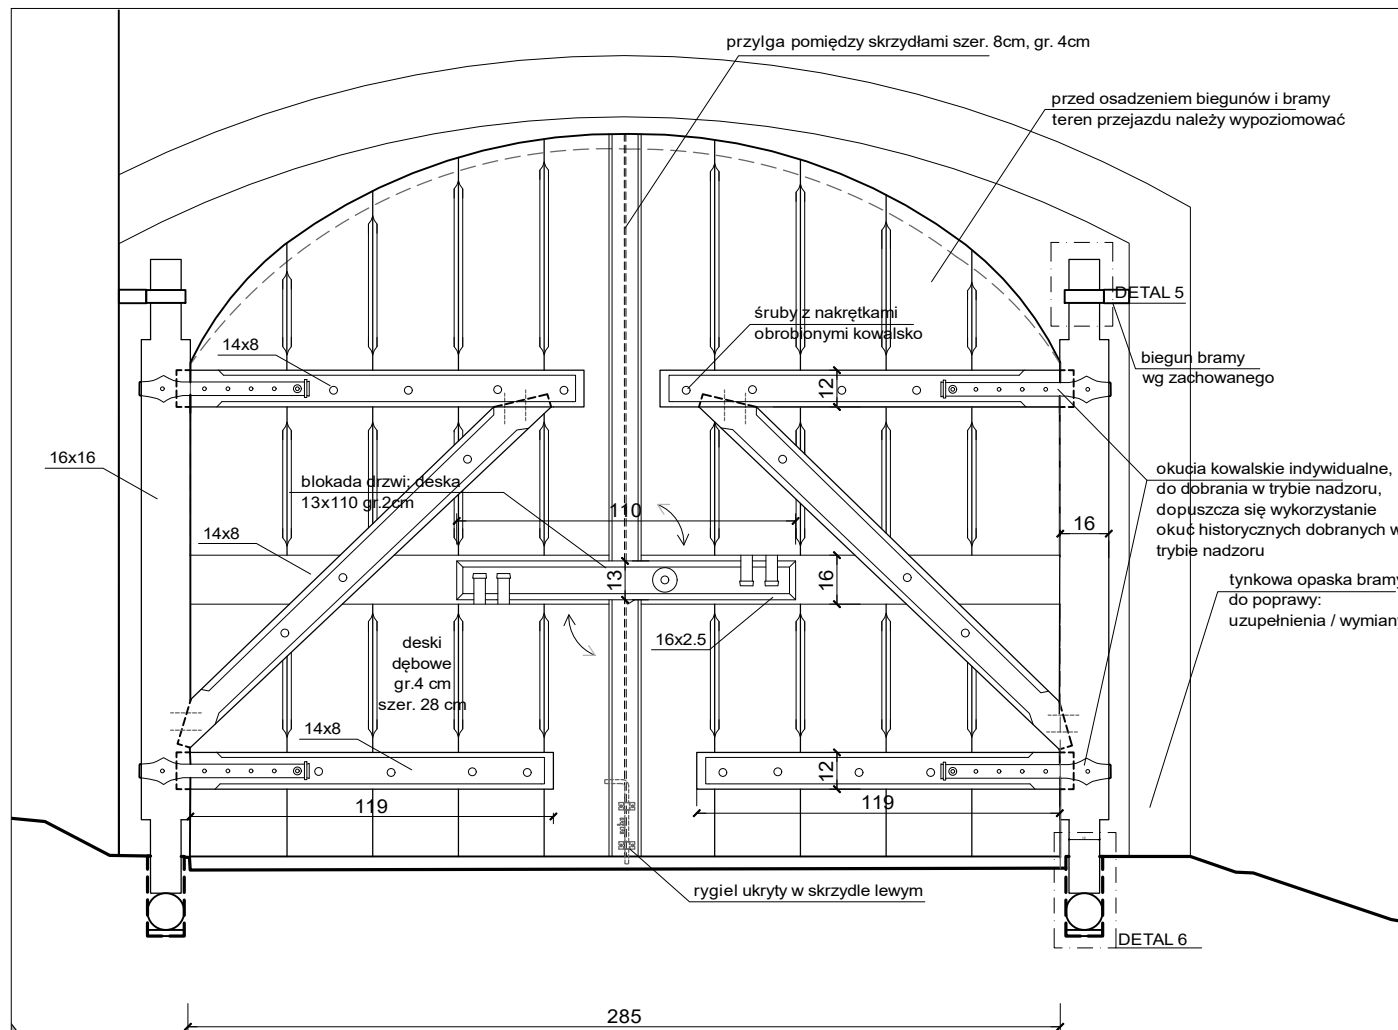 przylga pomiędzy skrzydłami szer. 8cm, gr. 4cm
przed osadzeniem biegunów i bramy
teren przejazdu należy wypoziomować
DETAL 5
śruby z nakrętkami
obrobionymi kowalsko
14x8
12
biegun bramy
wg zachowanego
16x16
blokada drzwi; deska
13x110 gr.2cm
110
okucia kowalskie indywidualne,
do dobrania w trybie nadzoru,
dopuszcza się wykorzystanie
okuć historycznych dobranych w
trybie nadzoru
16
14x8
13
16
tynkowa opaska bramy
do poprawy:
uzupełnienia / wymiany
16x2.5
deski
dębowe
gr.4 cm
szer. 28 cm
14x8
12
119
119
rygiel ukryty w skrzydle lewym
DETAL 6
285